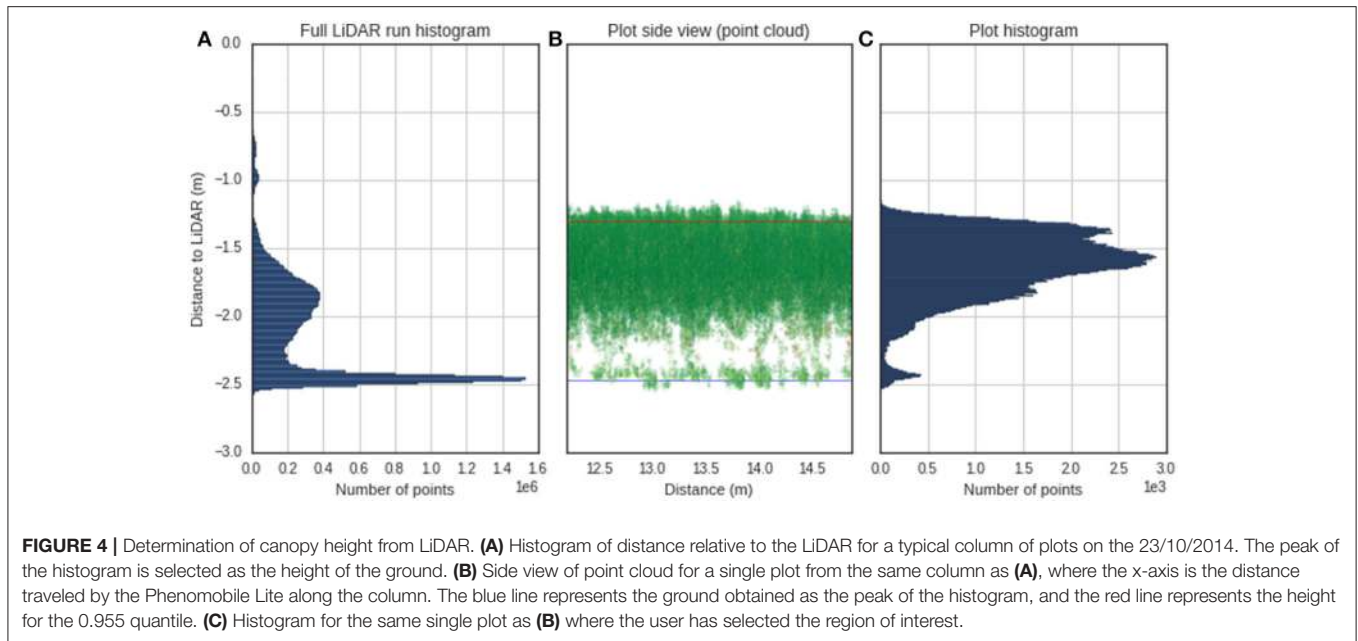 A
Full LiDAR run histogram
B
Plot side view (point cloud)
C
Plot histogram
Distance to LiDAR (m)
0.0
−0.5
−1.0
−1.5
−2.0
−2.5
−3.0
0.0 0.2 0.4 0.6 0.8 1.0 1.2 1.4 1.6
Number of points
1e6
12.5 13.0 13.5 14.0 14.5
Distance (m)
0.0 0.5 1.0 1.5 2.0 2.5 3.0
Number of points
1e3
FIGURE 4 | Determination of canopy height from LiDAR. (A) Histogram of distance relative to the LiDAR for a typical column of plots on the 23/10/2014. The peak of
the histogram is selected as the height of the ground. (B) Side view of point cloud for a single plot from the same column as (A), where the x-axis is the distance
traveled by the Phenomobile Lite along the column. The blue line represents the ground obtained as the peak of the histogram, and the red line represents the height
for the 0.955 quantile. (C) Histogram for the same single plot as (B) where the user has selected the region of interest.